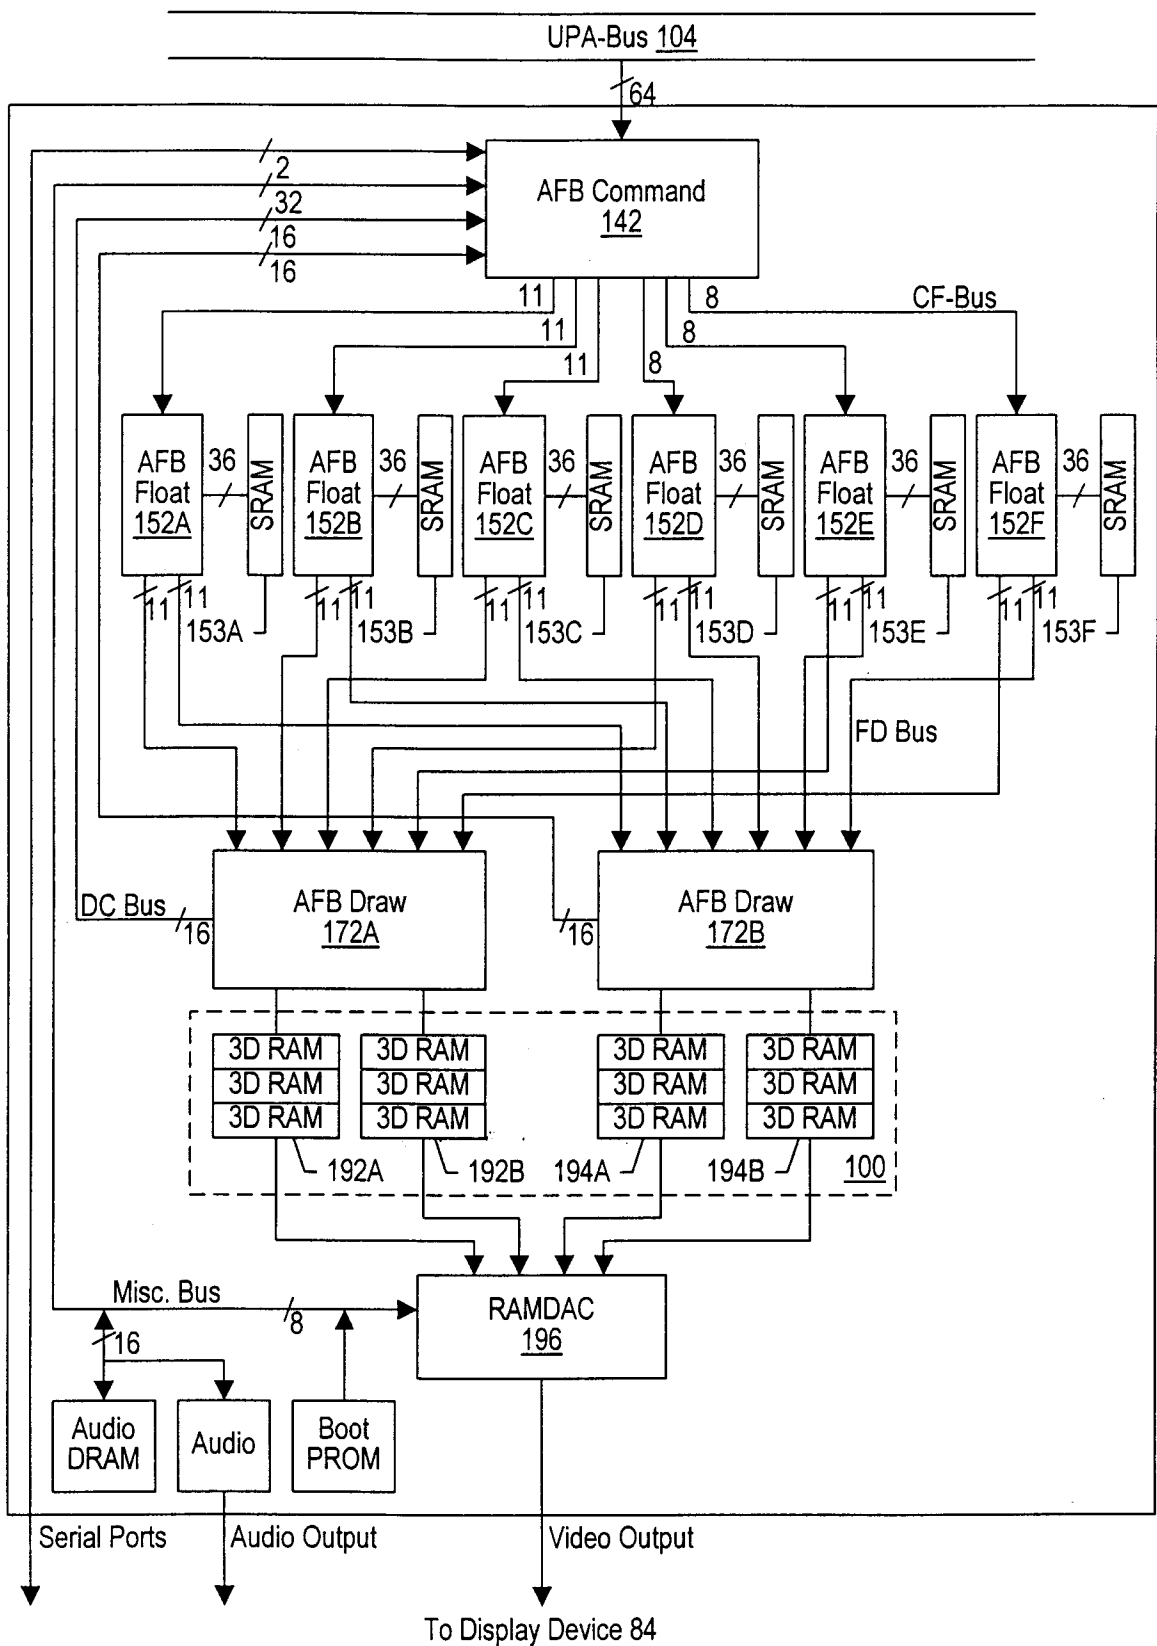 UPA-Bus 104
64
2
32
16
16
AFB Command
142
11
11
11
8
8
8
CF-Bus
AFB
Float
152A
36
SRAM
AFB
Float
152B
36
SRAM
AFB
Float
152C
36
SRAM
AFB
Float
152D
36
SRAM
AFB
Float
152E
36
SRAM
AFB
Float
152F
36
SRAM
11
11
153A
11
11
153B
11
11
153C
11
11
153D
11
11
153E
11
11
153F
FD Bus
DC Bus
16
AFB Draw
172A
16
AFB Draw
172B
3D RAM
3D RAM
3D RAM
3D RAM
3D RAM
3D RAM
3D RAM
3D RAM
3D RAM
3D RAM
3D RAM
3D RAM
192A
192B
194A
194B
100
Misc. Bus
8
16
RAMDAC
196
Audio
DRAM
Audio
Boot
PROM
Serial Ports
Audio Output
Video Output
To Display Device 84